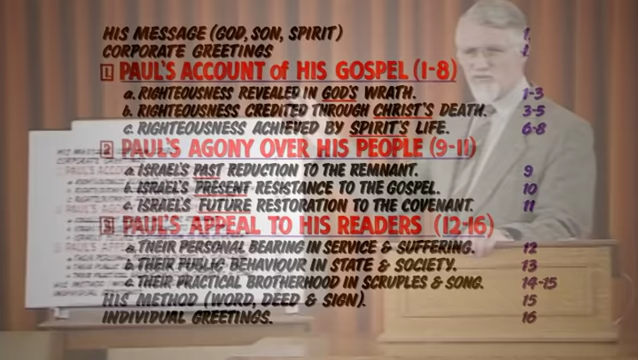 HIS MESSAGE (GOD, SON, SPIRIT) 1
CORPORATE GREETINGS 1
1. PAUL'S ACCOUNT of HIS GOSPEL (1-8)
a. RIGHTEOUSNESS REVEALED IN GOD'S WRATH. 1-3
b. RIGHTEOUSNESS CREDITED THROUGH CHRIST'S DEATH. 3-5
c. RIGHTEOUSNESS ACHIEVED BY SPIRIT'S LIFE. 6-8
2 PAUL'S AGONY OVER HIS PEOPLE (9-11)
a. ISRAEL'S PAST REDUCTION TO THE REMNANT. 9
b. ISRAEL'S PRESENT RESISTANCE TO THE GOSPEL. 10
c. ISRAEL'S FUTURE RESTORATION TO THE COVENANT. 11
3 PAUL'S APPEAL TO HIS READERS (12-16)
a. THEIR PERSONAL BEARING IN SERVICE & SUFFERING. 12
b. THEIR PUBLIC BEHAVIOUR IN STATE & SOCIETY. 13
c. THEIR PRACTICAL BROTHERHOOD IN SCRUPLES & SONG. 14-15
HIS METHOD (WORD, DEED & SIGN). 15
INDIVIDUAL GREETINGS. 16